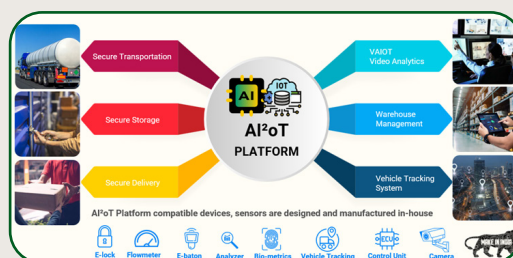 Secure Transportation
VAIOT
Video Analytics
AI
IOT
Secure Storage
AI²oT
PLATFORM
Warehouse
Management
Secure Delivery
Vehicle Tracking
System
AI²oT Platform compatible devices, sensors are designed and manufactured in-house
ECU
MAKE IN INDIA
E-lock
Flowmeter
E-baton
Analyzer
Bio-metrics
Vehicle Tracking
Control Unit
Camera